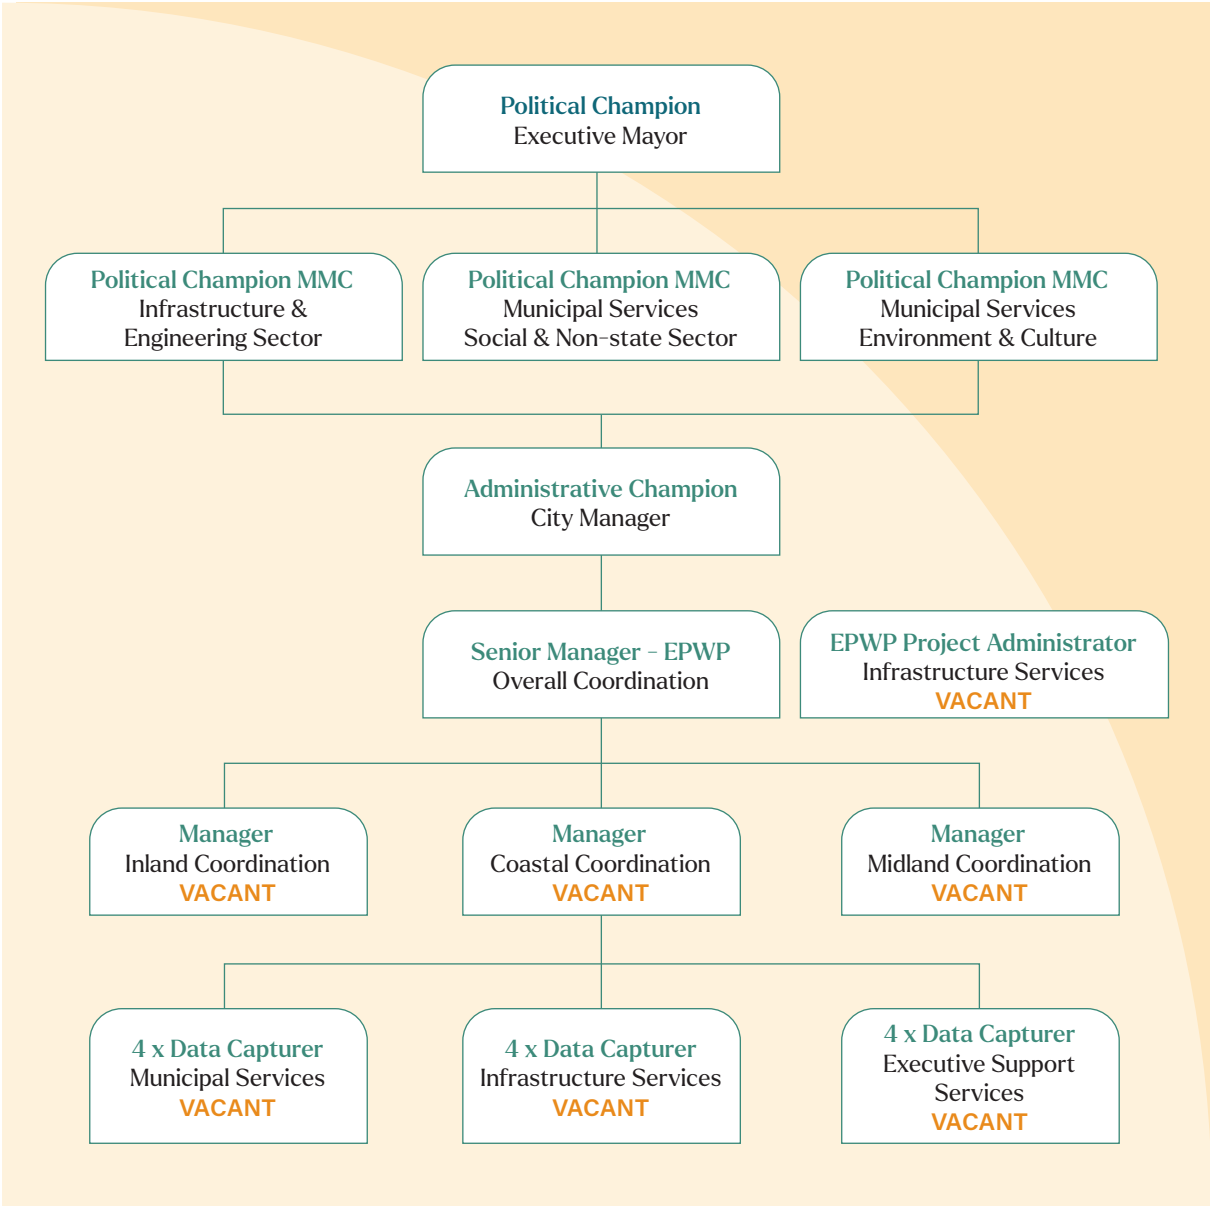 Political Champion
Executive Mayor
Political Champion MMC
Infrastructure &
Engineering Sector
Political Champion MMC
Municipal Services
Social & Non-state Sector
Political Champion MMC
Municipal Services
Environment & Culture
Administrative Champion
City Manager
Senior Manager - EPWP
Overall Coordination
EPWP Project Administrator
Infrastructure Services
VACANT
Manager
Inland Coordination
VACANT
Manager
Coastal Coordination
VACANT
Manager
Midland Coordination
VACANT
4 x Data Capturer
Municipal Services
VACANT
4 x Data Capturer
Infrastructure Services
VACANT
4 x Data Capturer
Executive Support
Services
VACANT